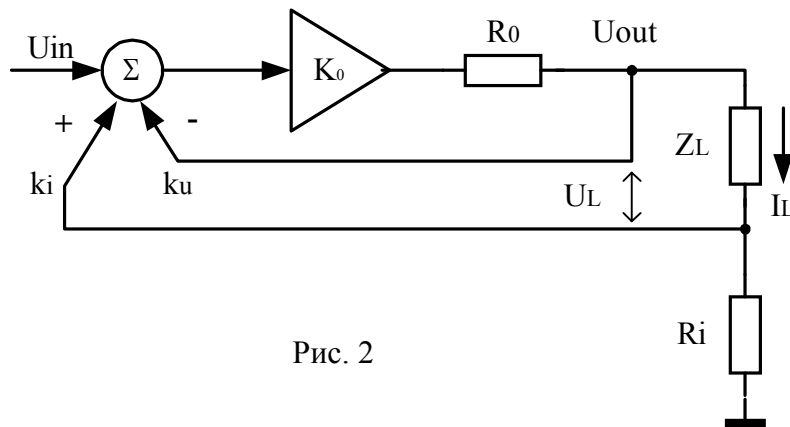 R0
Uout
Uin
Σ
K0
+
-
ZL
ki
ku
UL
IL
Ri
Рис. 2